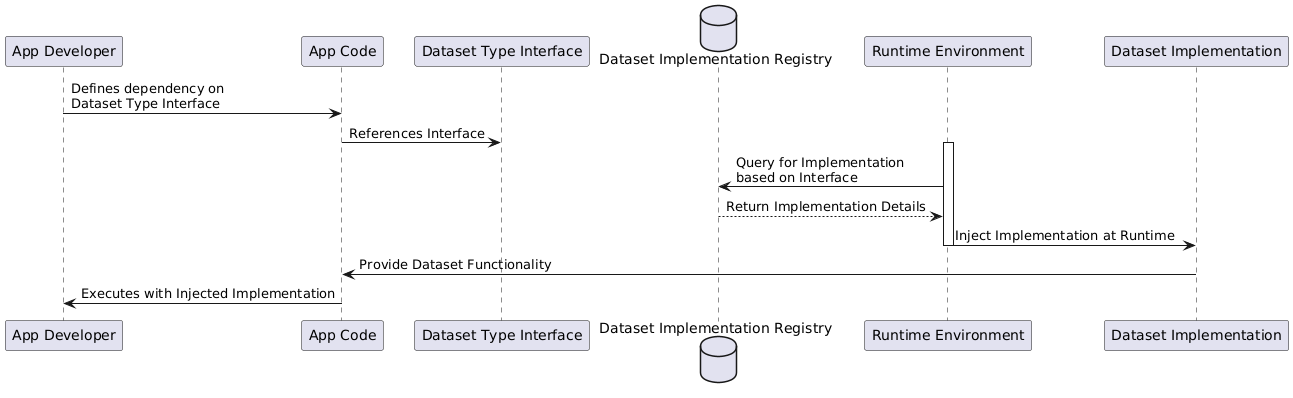 Dataset Implementation Registry
App Developer
App Code
Dataset Type Interface
Runtime Environment
Dataset Implementation
Defines dependency on
Dataset Type Interface
References Interface
Query for Implementation
based on Interface
Return Implementation Details
Inject Implementation at Runtime
Provide Dataset Functionality
Executes with Injected Implementation
App Developer
App Code
Dataset Type Interface
Dataset Implementation Registry
Runtime Environment
Dataset Implementation